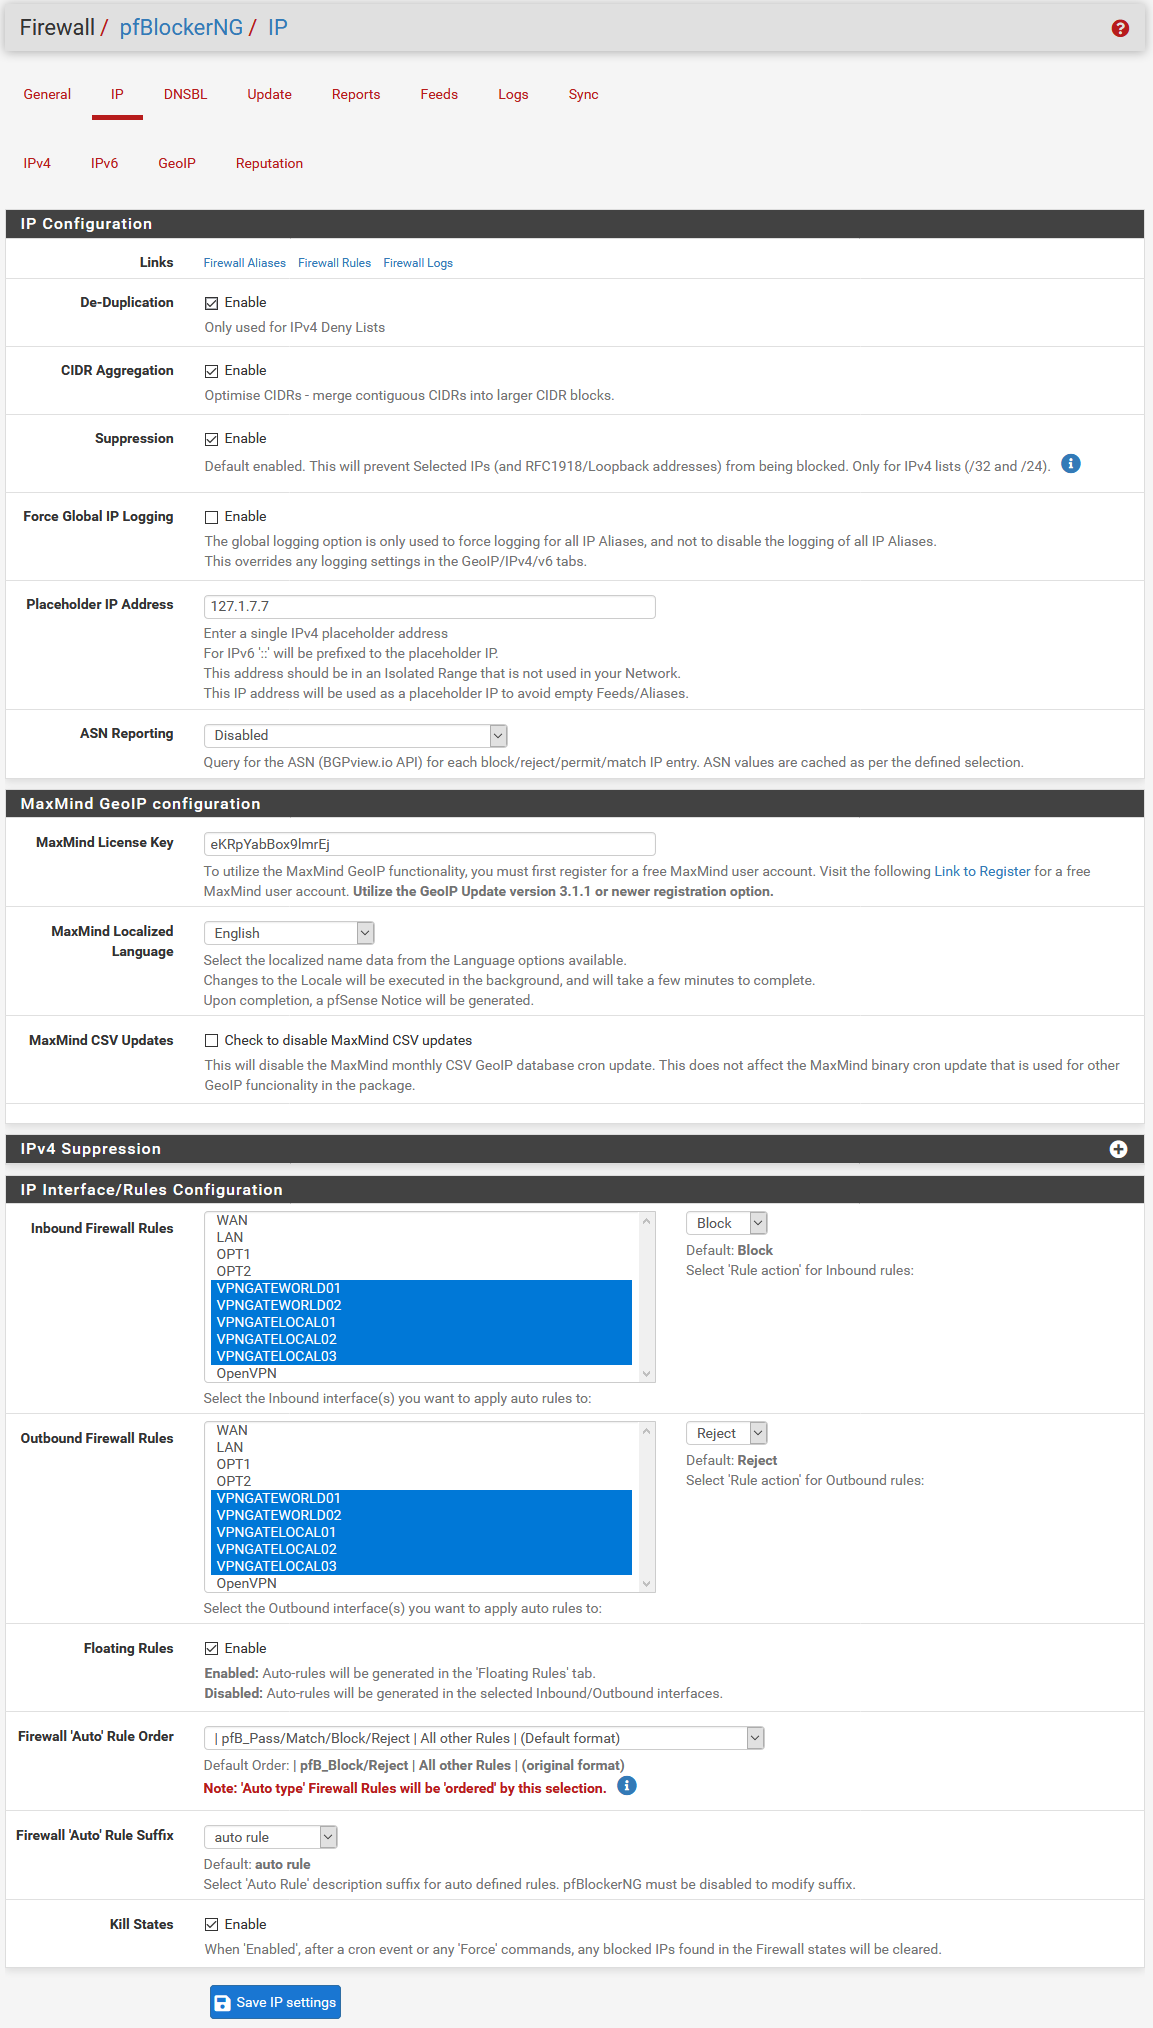 Firewall / pfBlockerNG / IP
General IP DNSBL Update Reports Feeds Logs Sync
IPv4 IPv6 GeoIP Reputation
IP Configuration
Links Firewall Aliases Firewall Rules Firewall Logs
De-Duplication Enable
Only used for IPv4 Deny Lists
CIDR Aggregation Enable
Optimise CIDRs - merge contiguous CIDRs into larger CIDR blocks.
Suppression Enable
Default enabled. This will prevent Selected IPs (and RFC1918/Loopback addresses) from being blocked. Only for IPv4 lists (/32 and /24).
Force Global IP Logging Enable
The global logging option is only used to force logging for all IP Aliases, and not to disable the logging of all IP Aliases.
This overrides any logging settings in the GeoIP/IPv4/v6 tabs.
Placeholder IP Address 127.1.7.7
Enter a single IPv4 placeholder address
For IPv6 '::' will be prefixed to the placeholder IP.
This address should be in an Isolated Range that is not used in your Network.
This IP address will be used as a placeholder IP to avoid empty Feeds/Aliases.
ASN Reporting Disabled
Query for the ASN (BGPview.io API) for each block/reject/permit/match IP entry. ASN values are cached as per the defined selection.
MaxMind GeoIP configuration
MaxMind License Key eKRpYabBox9lmrEj
To utilize the MaxMind GeoIP functionality, you must first register for a free MaxMind user account. Visit the following Link to Register for a free
MaxMind user account. Utilize the GeoIP Update version 3.1.1 or newer registration option.
MaxMind Localized English
Language
Select the localized name data from the Language options available.
Changes to the Locale will be executed in the background, and will take a few minutes to complete.
Upon completion, a pfSense Notice will be generated.
MaxMind CSV Updates Check to disable MaxMind CSV updates
This will disable the MaxMind monthly CSV GeoIP database cron update. This does not affect the MaxMind binary cron update that is used for other
GeoIP funcionality in the package.
IPv4 Suppression
IP Interface/Rules Configuration
Inbound Firewall Rules
WAN
LAN
OPT1
OPT2
VPNGATEWORLD01
VPNGATEWORLD02
VPNGATELOCAL01
VPNGATELOCAL02
VPNGATELOCAL03
OpenVPN
Select the Inbound interface(s) you want to apply auto rules to:
Block
Default: Block
Select 'Rule action' for Inbound rules:
Outbound Firewall Rules
WAN
LAN
OPT1
OPT2
VPNGATEWORLD01
VPNGATEWORLD02
VPNGATELOCAL01
VPNGATELOCAL02
VPNGATELOCAL03
OpenVPN
Select the Outbound interface(s) you want to apply auto rules to:
Reject
Default: Reject
Select 'Rule action' for Outbound rules:
Floating Rules Enable
Enabled: Auto-rules will be generated in the 'Floating Rules' tab.
Disabled: Auto-rules will be generated in the selected Inbound/Outbound interfaces.
Firewall 'Auto' Rule Order | pfB_Pass/Match/Block/Reject | All other Rules | (Default format)
Default Order: | pfB_Block/Reject | All other Rules | (original format)
Note: 'Auto type' Firewall Rules will be 'ordered' by this selection.
Firewall 'Auto' Rule Suffix auto rule
Default: auto rule
Select 'Auto Rule' description suffix for auto defined rules. pfBlockerNG must be disabled to modify suffix.
Kill States Enable
When 'Enabled', after a cron event or any 'Force' commands, any blocked IPs found in the Firewall states will be cleared.
Save IP settings